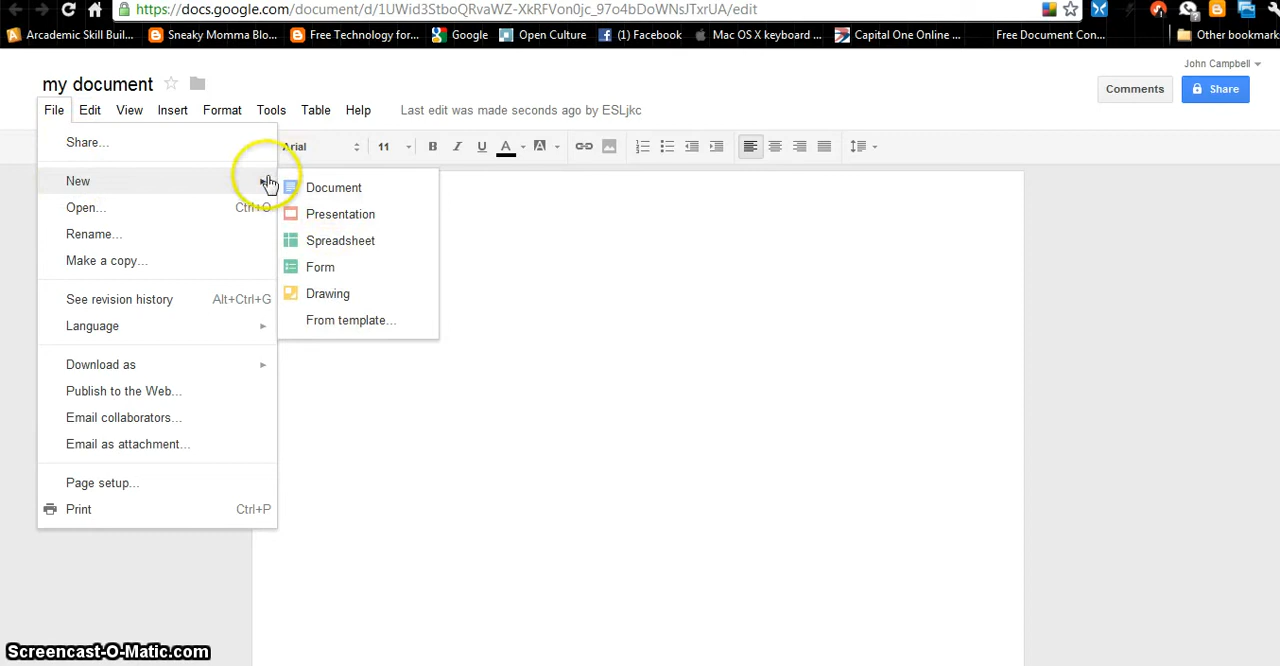 https://docs.google.com/document/d/1UWid3StboQRvaWZ-XkRFVon0jc_97o4bDoWNsJTxrUA/edit
Arcademic Skill Buil... Sneaky Momma Blo... Free Technology for... Google Open Culture (1) Facebook Mac OS X keyboard ... Capital One Online ... Free Document Con... Other bookmark
John Campbell
my document
Comments Share
File Edit View Insert Format Tools Table Help Last edit was made seconds ago by ESLjkc
Share...
Arial 11 B I U A A
New
Document
Open... Ctrl+O
Presentation
Rename...
Spreadsheet
Make a copy...
Form
See revision history Alt+Ctrl+G
Drawing
Language
From template...
Download as
Publish to the Web...
Email collaborators...
Email as attachment...
Page setup...
Print Ctrl+P
Screencast-O-Matic.com